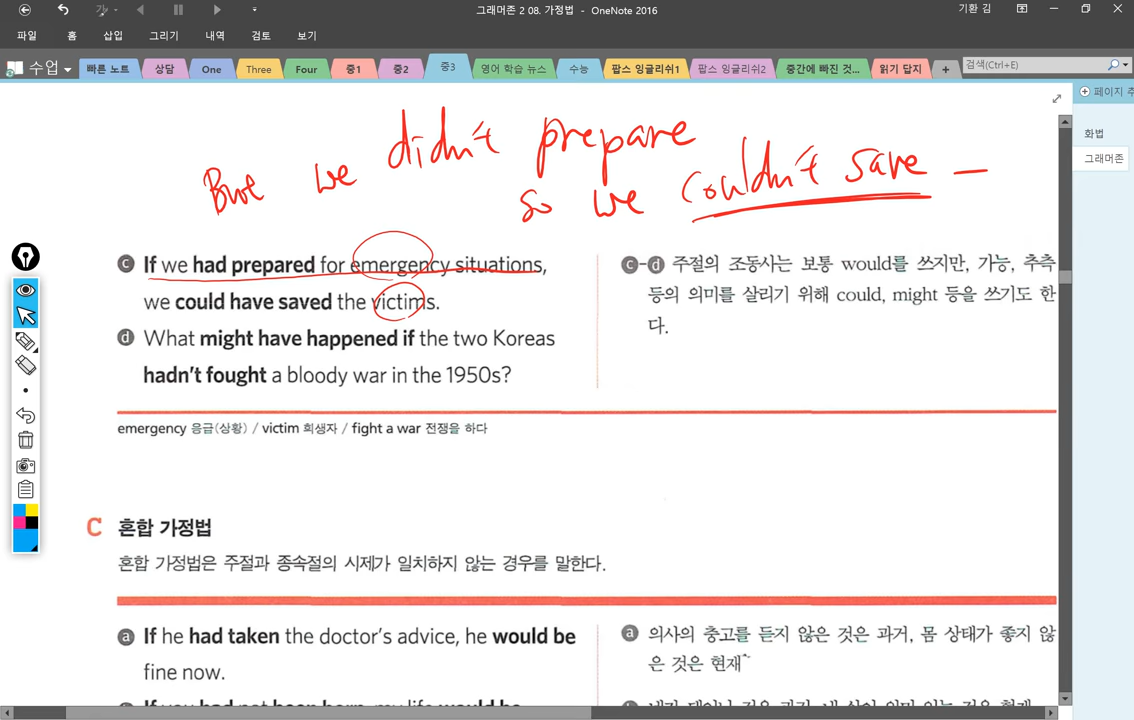 그래머존 2 08. 가정법 - OneNote 2016
기환 김
파일 홈 삽입 그리기 내역 검토 보기
수업 빠른 노트 상담 One Three Four 중1 중2 중3 영어 학습 뉴스 수능 팝스 잉글리쉬1 팝스 잉글리쉬2 중간에 빠진 것... 읽기 답지 + 검색(Ctrl+E)
페이지 추
화법
그래머존
But we didn't prepare
so we couldn't save —
c If we had prepared for emergency situations,
we could have saved the victims.
d What might have happened if the two Koreas
hadn't fought a bloody war in the 1950s?
c-d 주절의 조동사는 보통 would를 쓰지만, 가능, 추측
등의 의미를 살리기 위해 could, might 등을 쓰기도 한
다.
emergency 응급(상황) / victim 희생자 / fight a war 전쟁을 하다
C 혼합 가정법
혼합 가정법은 주절과 종속절의 시제가 일치하지 않는 경우를 말한다.
a If he had taken the doctor's advice, he would be
fine now.
a 의사의 충고를 듣지 않은 것은 과거, 몸 상태가 좋지 않
은 것은 현재
If you had not been born, my life would be